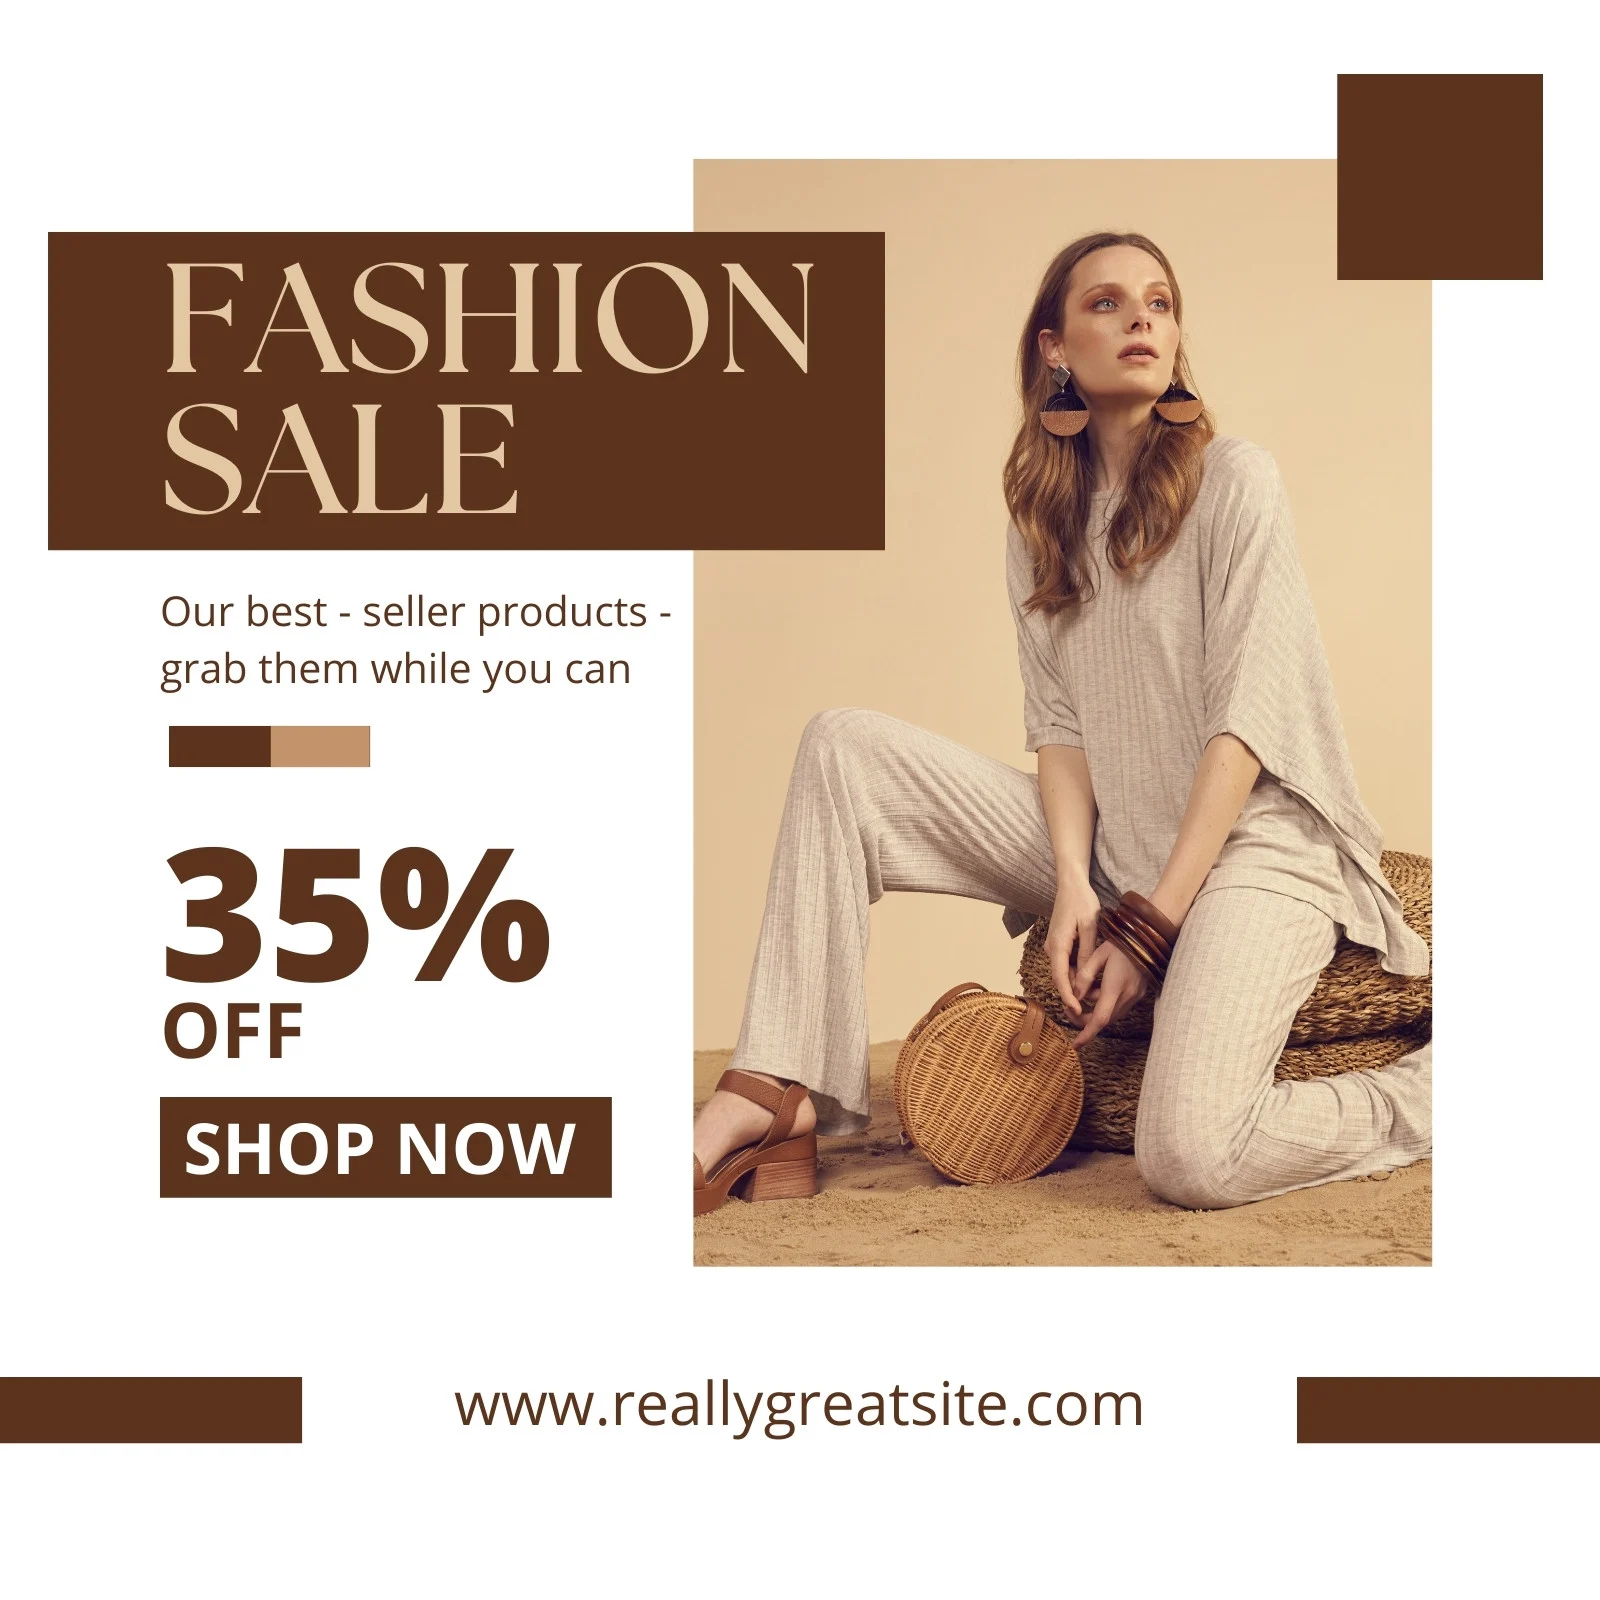 FASHION
SALE
Our best - seller products -
grab them while you can
35%
OFF
SHOP NOW
www.reallygreatsite.com